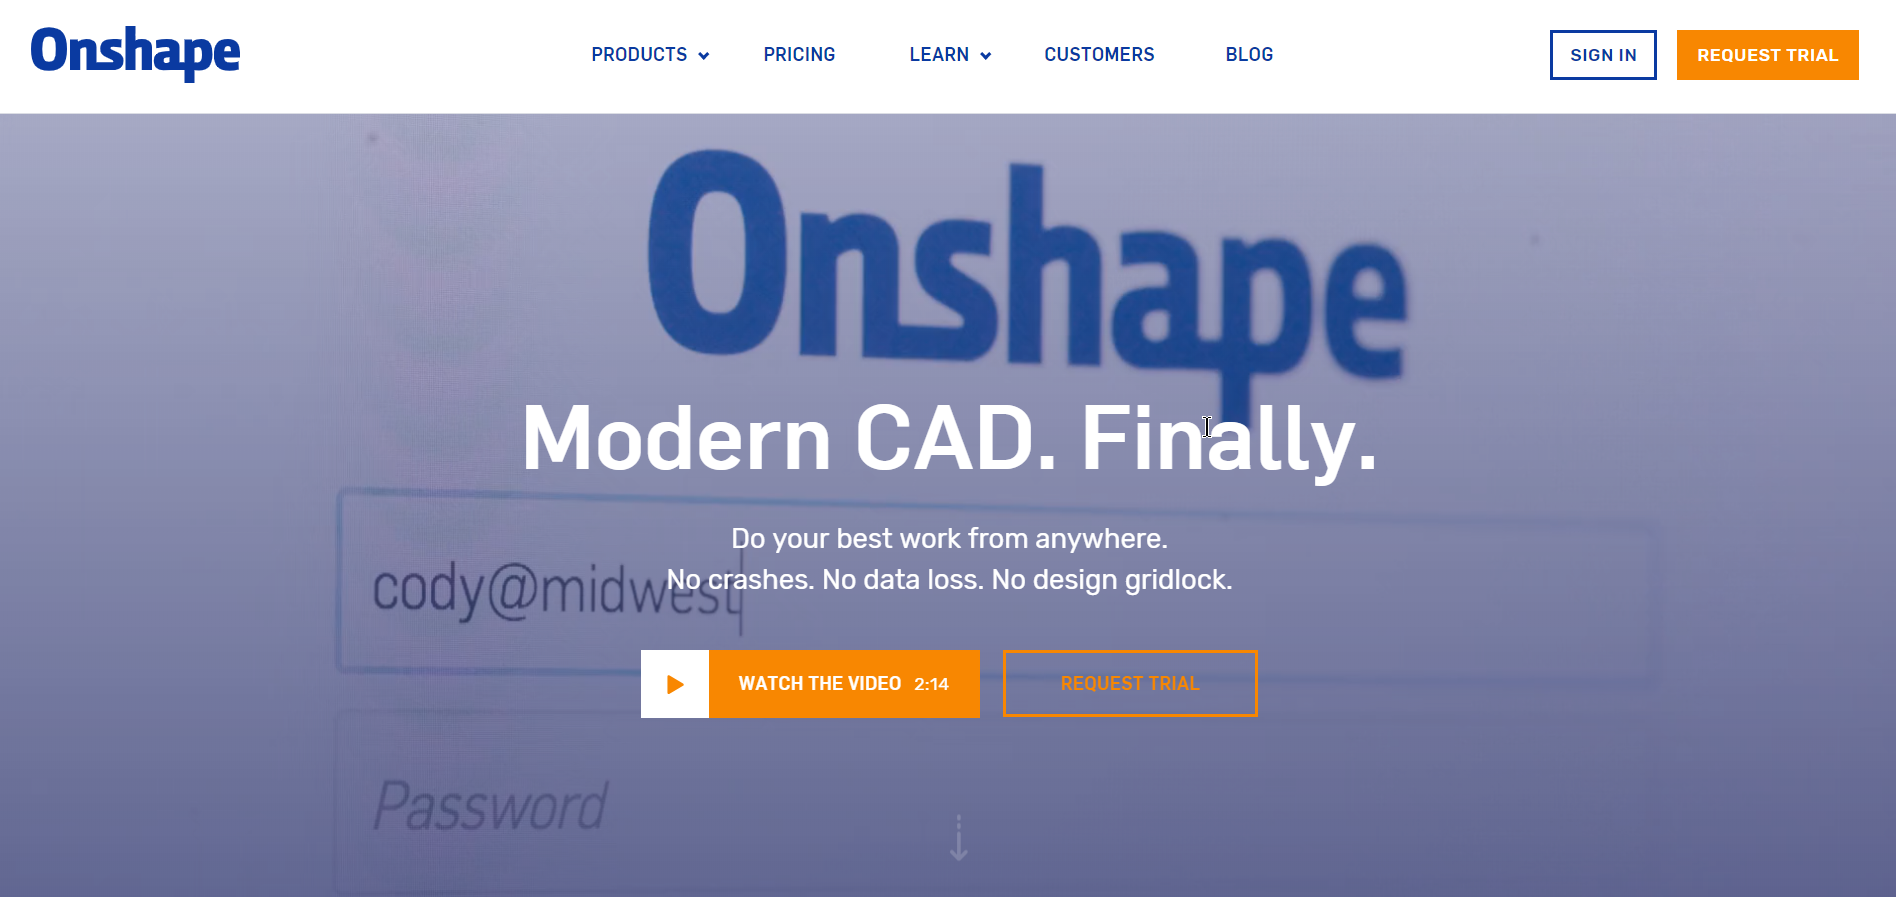 Onshape
PRODUCTS
PRICING
LEARN
CUSTOMERS
BLOG
SIGN IN
REQUEST TRIAL
Onshape
Modern CAD. Finally.
Do your best work from anywhere.
No crashes. No data loss. No design gridlock.
cody@midwest
WATCH THE VIDEO 2:14
REQUEST TRIAL
Password